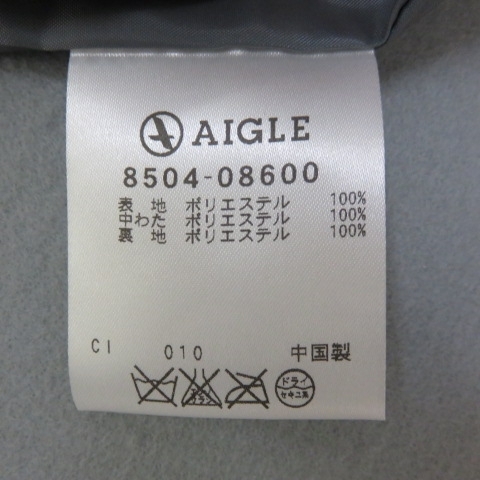 AIGLE
8504-08600
表 地 ポリエステル 100%
中わた ポリエステル 100%
裏 地 ポリエステル 100%
CI 010 中国製
ドライ
セキユ系